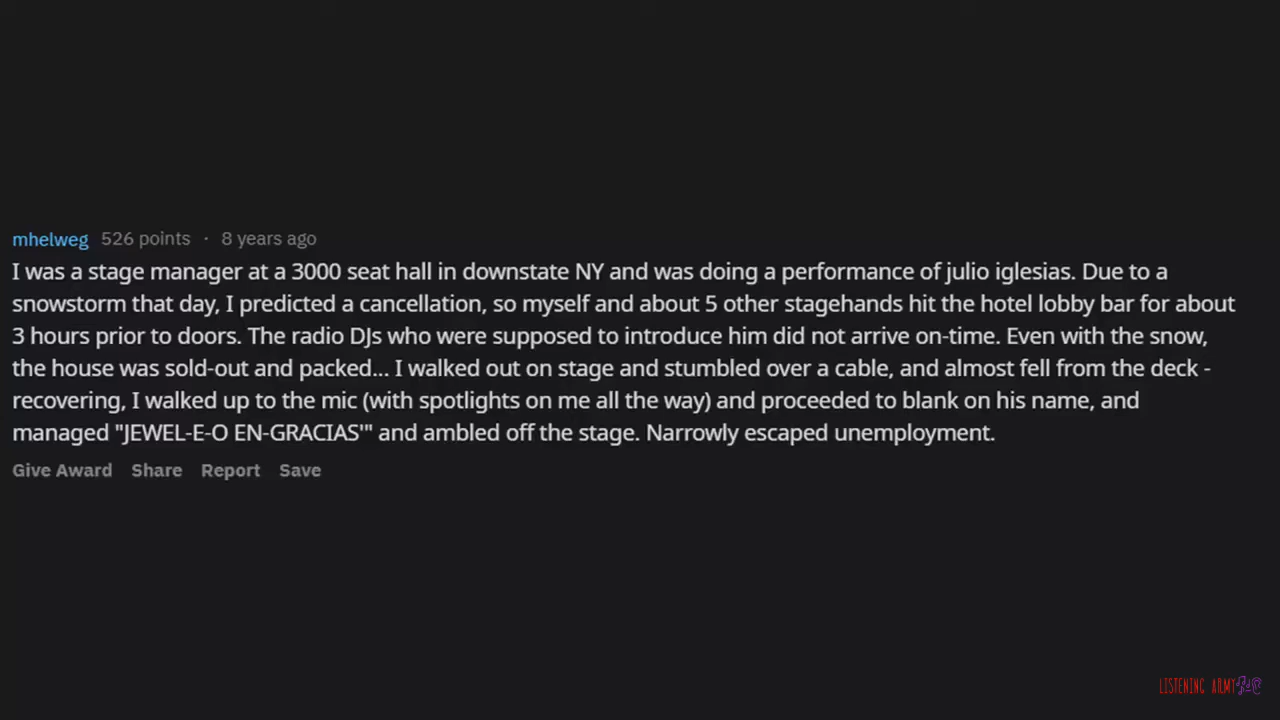 mhelweg 526 points · 8 years ago
I was a stage manager at a 3000 seat hall in downstate NY and was doing a performance of julio iglesias. Due to a
snowstorm that day, I predicted a cancellation, so myself and about 5 other stagehands hit the hotel lobby bar for about
3 hours prior to doors. The radio DJs who were supposed to introduce him did not arrive on-time. Even with the snow,
the house was sold-out and packed... I walked out on stage and stumbled over a cable, and almost fell from the deck -
recovering, I walked up to the mic (with spotlights on me all the way) and proceeded to blank on his name, and
managed "JEWEL-E-O EN-GRACIAS'" and ambled off the stage. Narrowly escaped unemployment.
Give Award Share Report Save
LISTENING ARMY